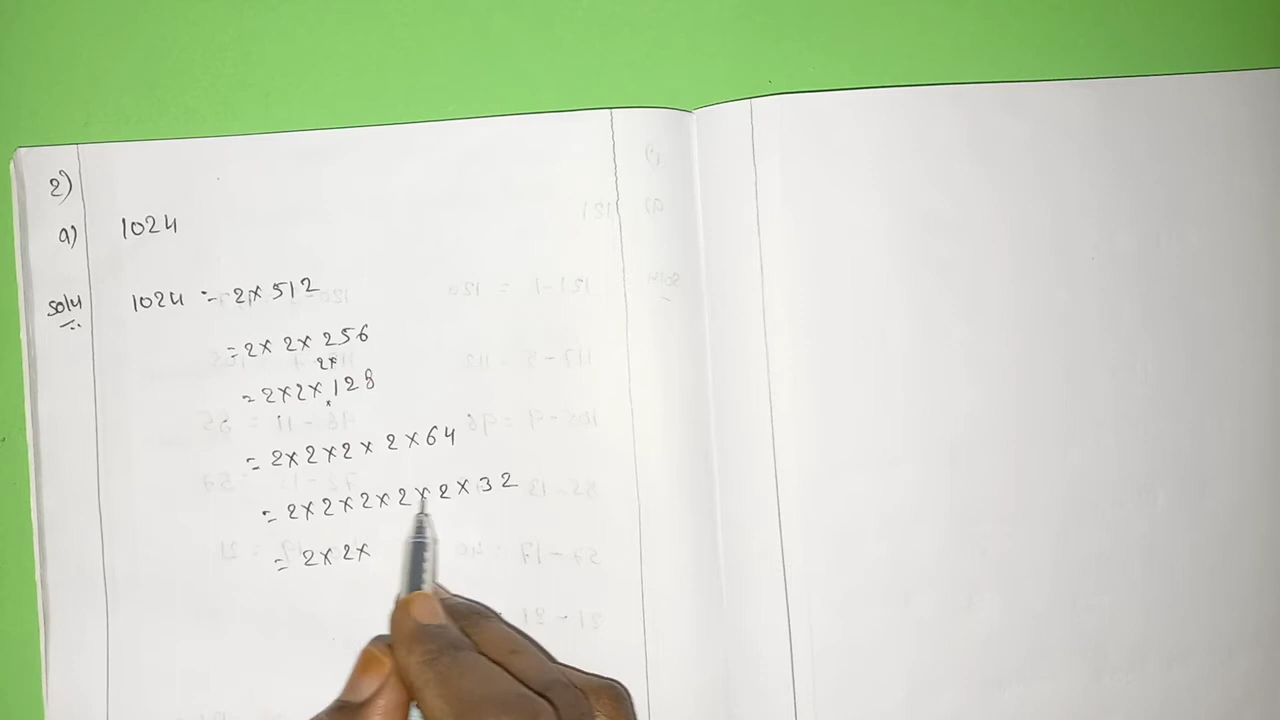 2)
a) 1024
Soln 1024 = 2×512
= 2× 2× 256
2×
= 2×2×128
= 2×2×2× 2×64
= 2×2×2×2×2×32
= 2×2×